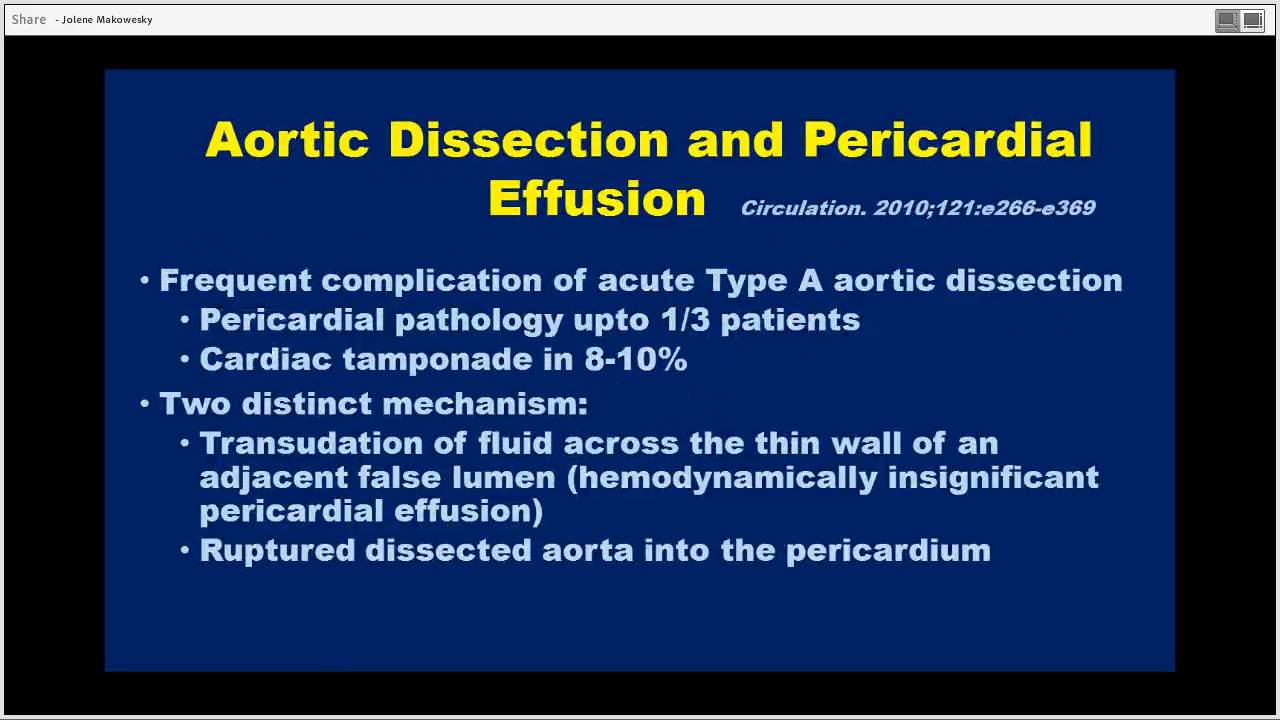 Share - Jolene Makowesky
Aortic Dissection and Pericardial
Effusion Circulation. 2010;121:e266-e369
• Frequent complication of acute Type A aortic dissection
• Pericardial pathology upto 1/3 patients
• Cardiac tamponade in 8-10%
• Two distinct mechanism:
• Transudation of fluid across the thin wall of an
adjacent false lumen (hemodynamically insignificant
pericardial effusion)
• Ruptured dissected aorta into the pericardium